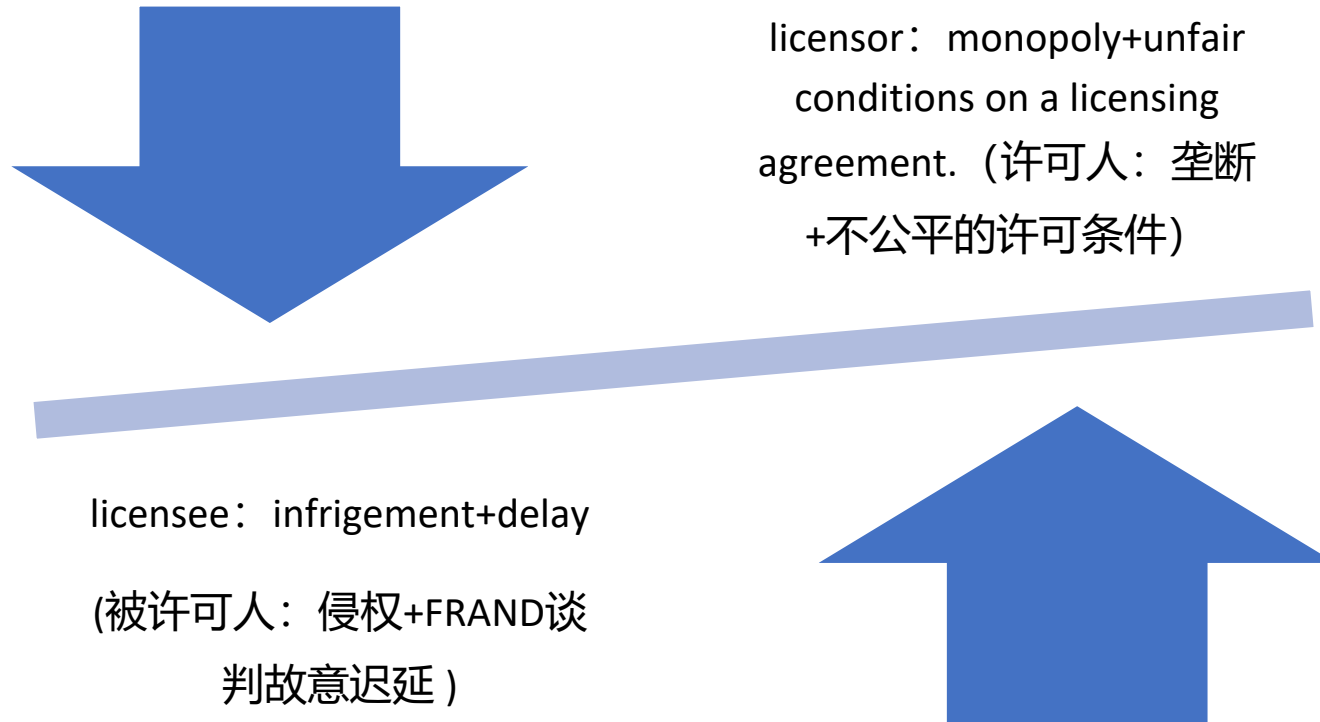 licensor：monopoly+unfair
conditions on a licensing
agreement.（许可人：垄断
+不公平的许可条件）
licensee：infrigement+delay
(被许可人：侵权+FRAND谈
判故意迟延 )